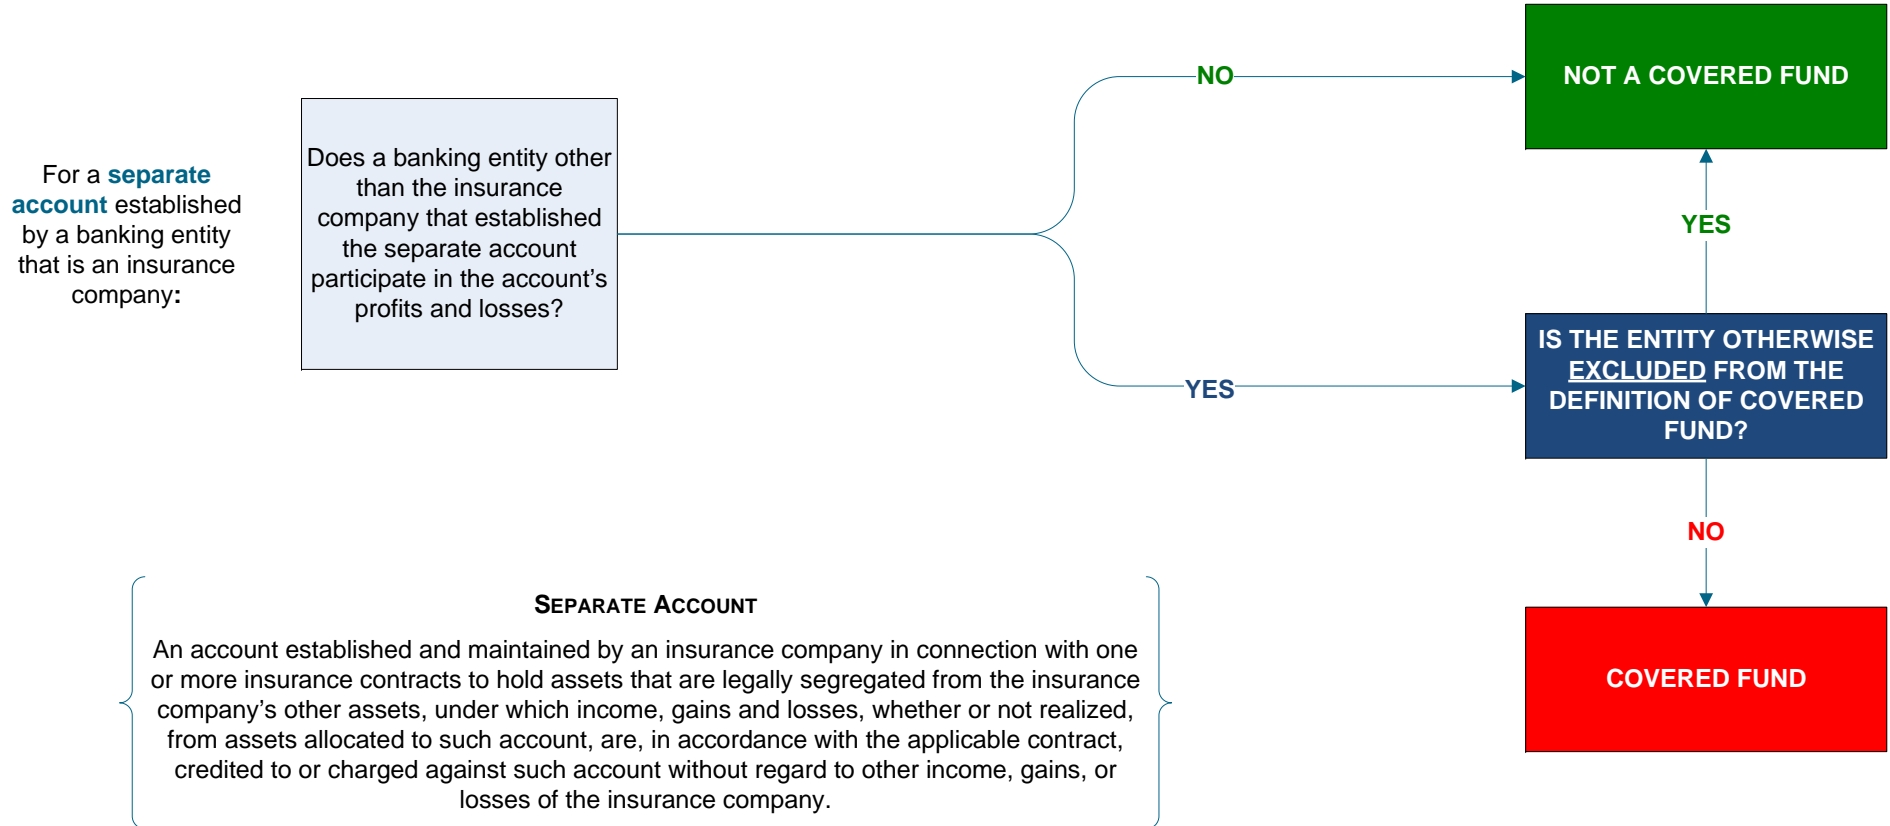 For a separate
account established
by a banking entity
that is an insurance
company:
Does a banking entity other
than the insurance
company that established
the separate account
participate in the account’s
profits and losses?
NO
NOT A COVERED FUND
YES
YES
IS THE ENTITY OTHERWISE
EXCLUDED FROM THE
DEFINITION OF COVERED
FUND?
NO
COVERED FUND
SEPARATE ACCOUNT
An account established and maintained by an insurance company in connection with one
or more insurance contracts to hold assets that are legally segregated from the insurance
company’s other assets, under which income, gains and losses, whether or not realized,
from assets allocated to such account, are, in accordance with the applicable contract,
credited to or charged against such account without regard to other income, gains, or
losses of the insurance company.